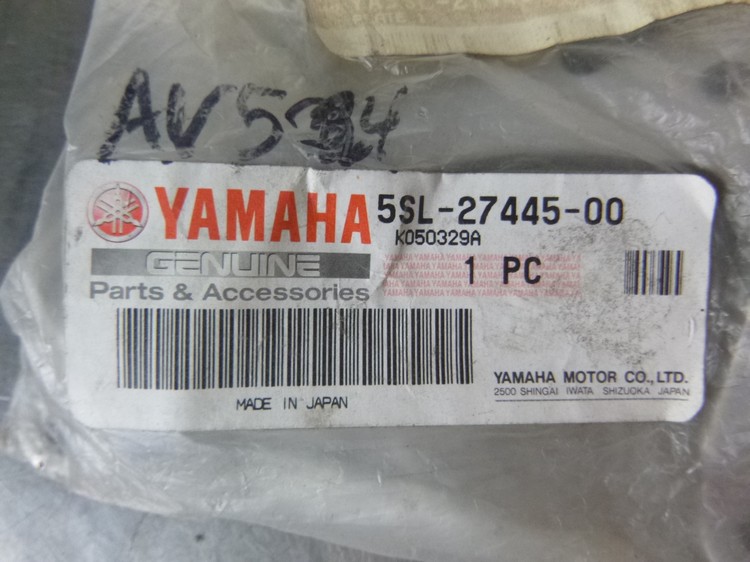 AV5384
YAMAHA 5SL-27445-00
K050329A
GENUINE
1 PC
Parts & Accessories
MADE IN JAPAN
YAMAHA MOTOR CO.,LTD.
2500 SHINGAI IWATA SHIZUOKA JAPAN